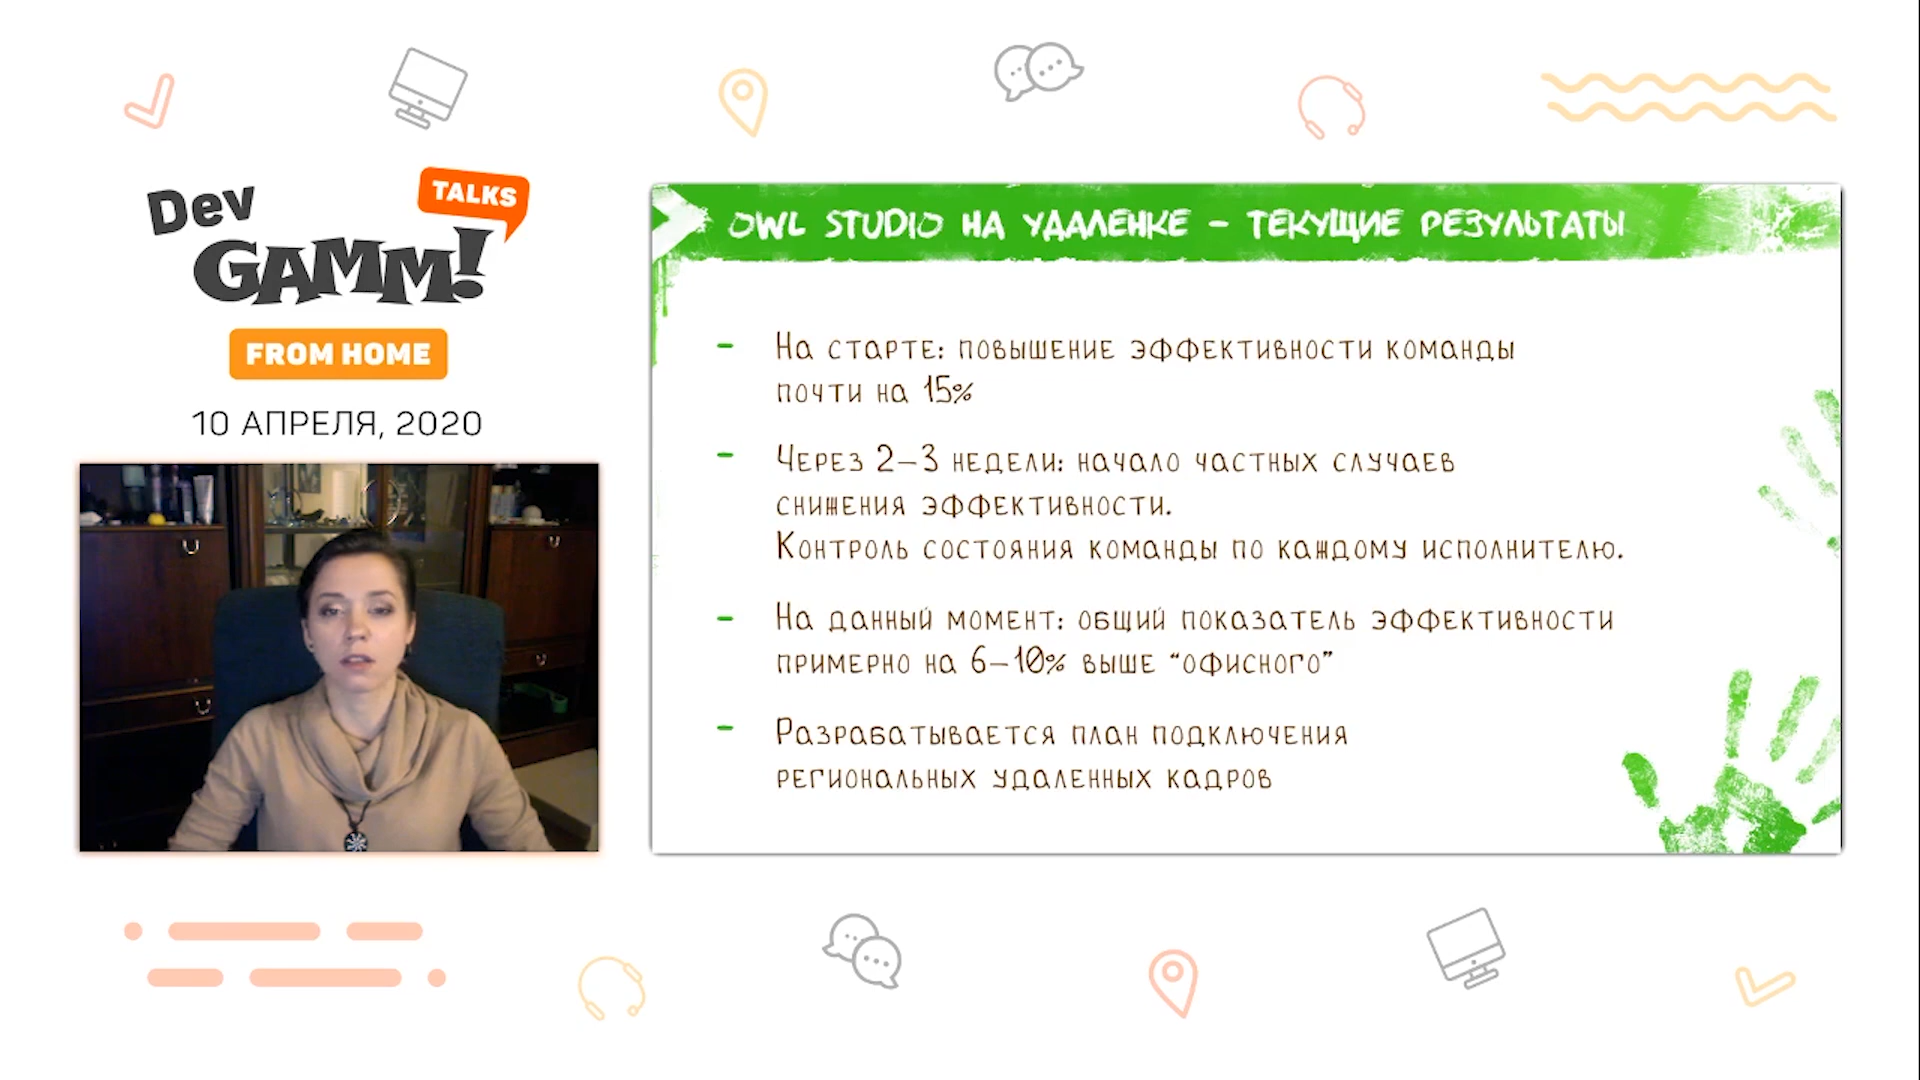 Dev
TALKS
GAMM!
FROM HOME
10 АПРЕЛЯ, 2020
OWL STUDIO НА УДАЛЕНКЕ – ТЕКУЩИЕ РЕЗУЛЬТАТЫ
- На старте: повышение эффективности команды
почти на 15%
- Через 2–3 недели: начало частных случаев
снижения эффективности.
Контроль состояния команды по каждому исполнителю.
- На данный момент: общий показатель эффективности
примерно на 6–10% выше “офисного”
- Разрабатывается план подключения
региональных удаленных кадров